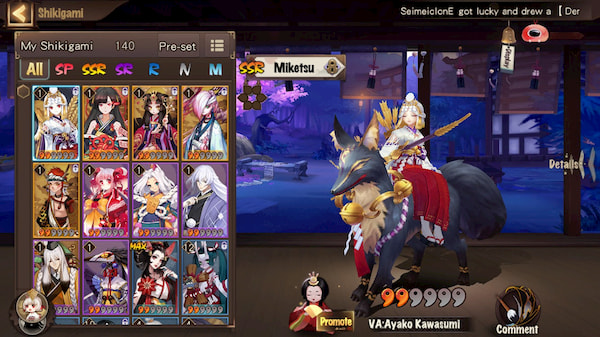 Shikigami
SeimeicIonE got lucky and drew a【Der
My Shikigami 140 Pre-set
All SP SSR SR R N M
SSR Miketsu
Details
MAX
Promote
VA:Ayako Kawasumi
Comment